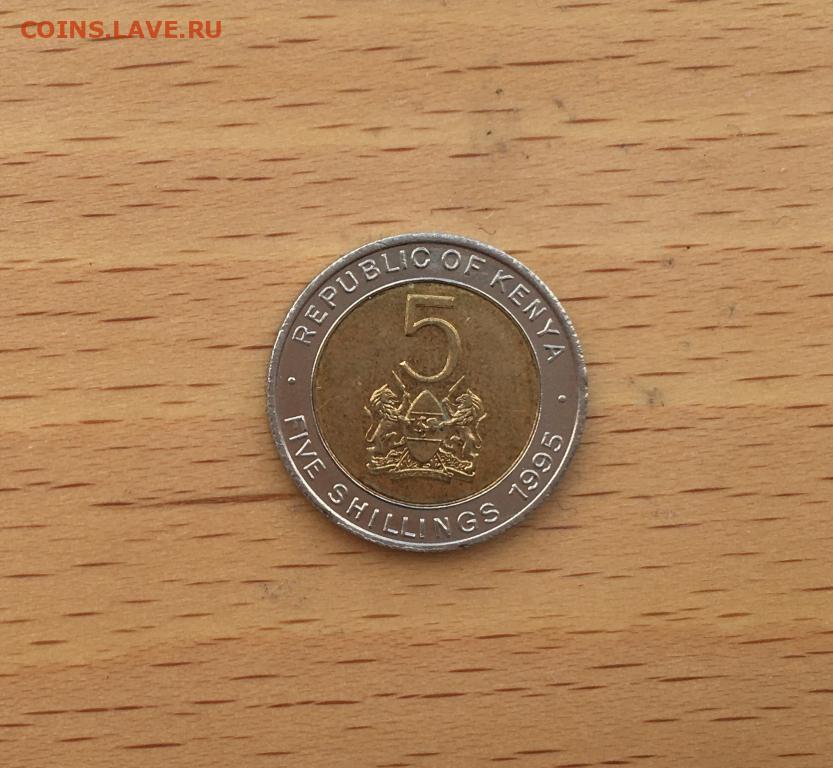 COINS.LAVE.RU
REPUBLIC OF KENYA
5
FIVE SHILLINGS 1995